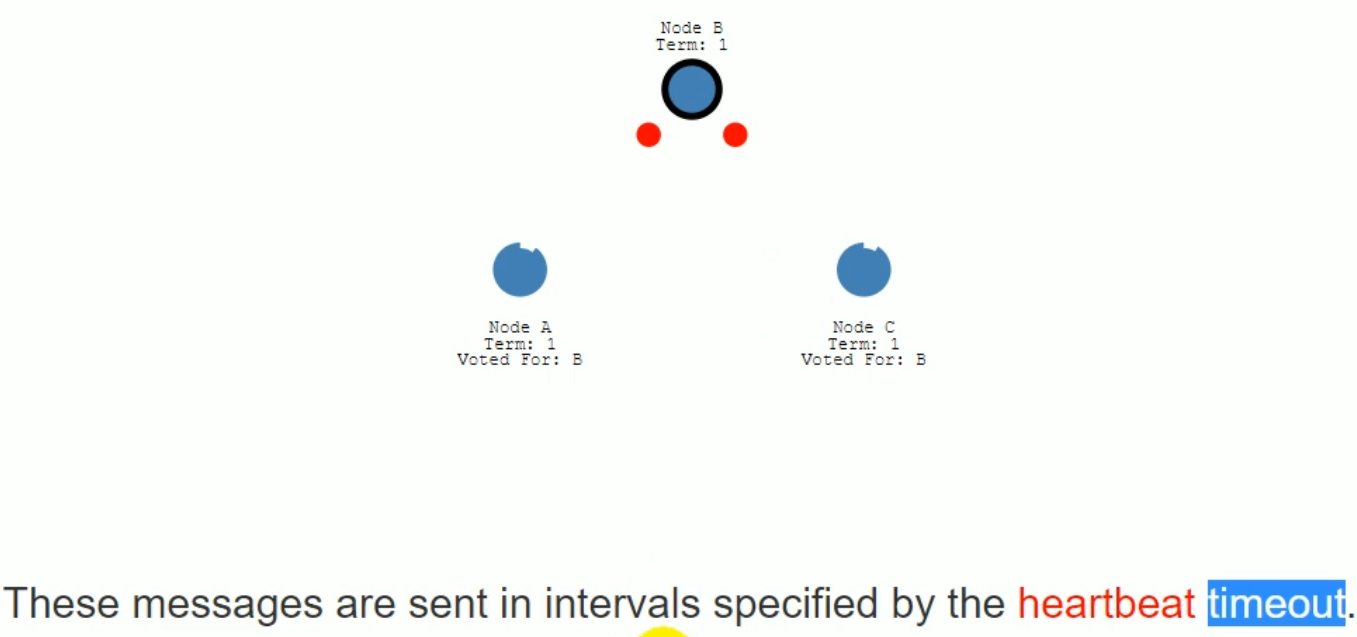 Node B
Term: 1
Node A
Term: 1
Voted For: B
Node C
Term: 1
Voted For: B
These messages are sent in intervals specified by the heartbeat timeout.